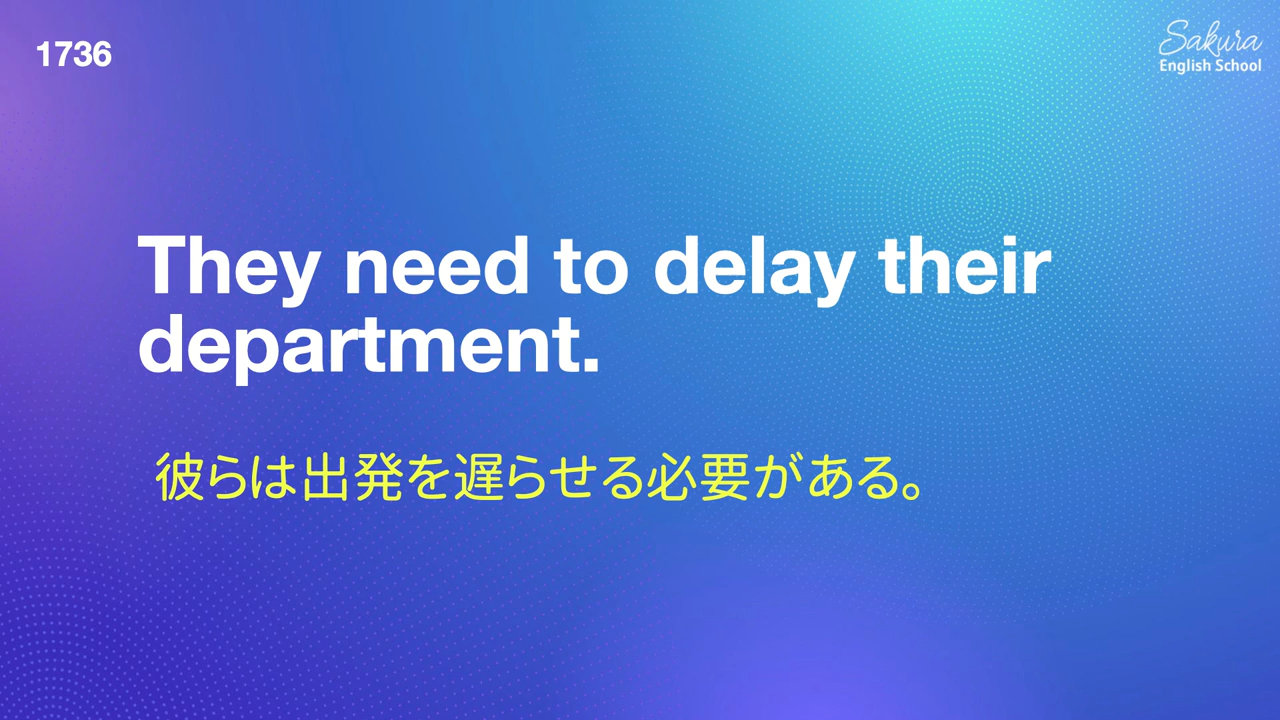 1736
Sakura
English School
They need to delay their
department.
彼らは出発を遅らせる必要がある。